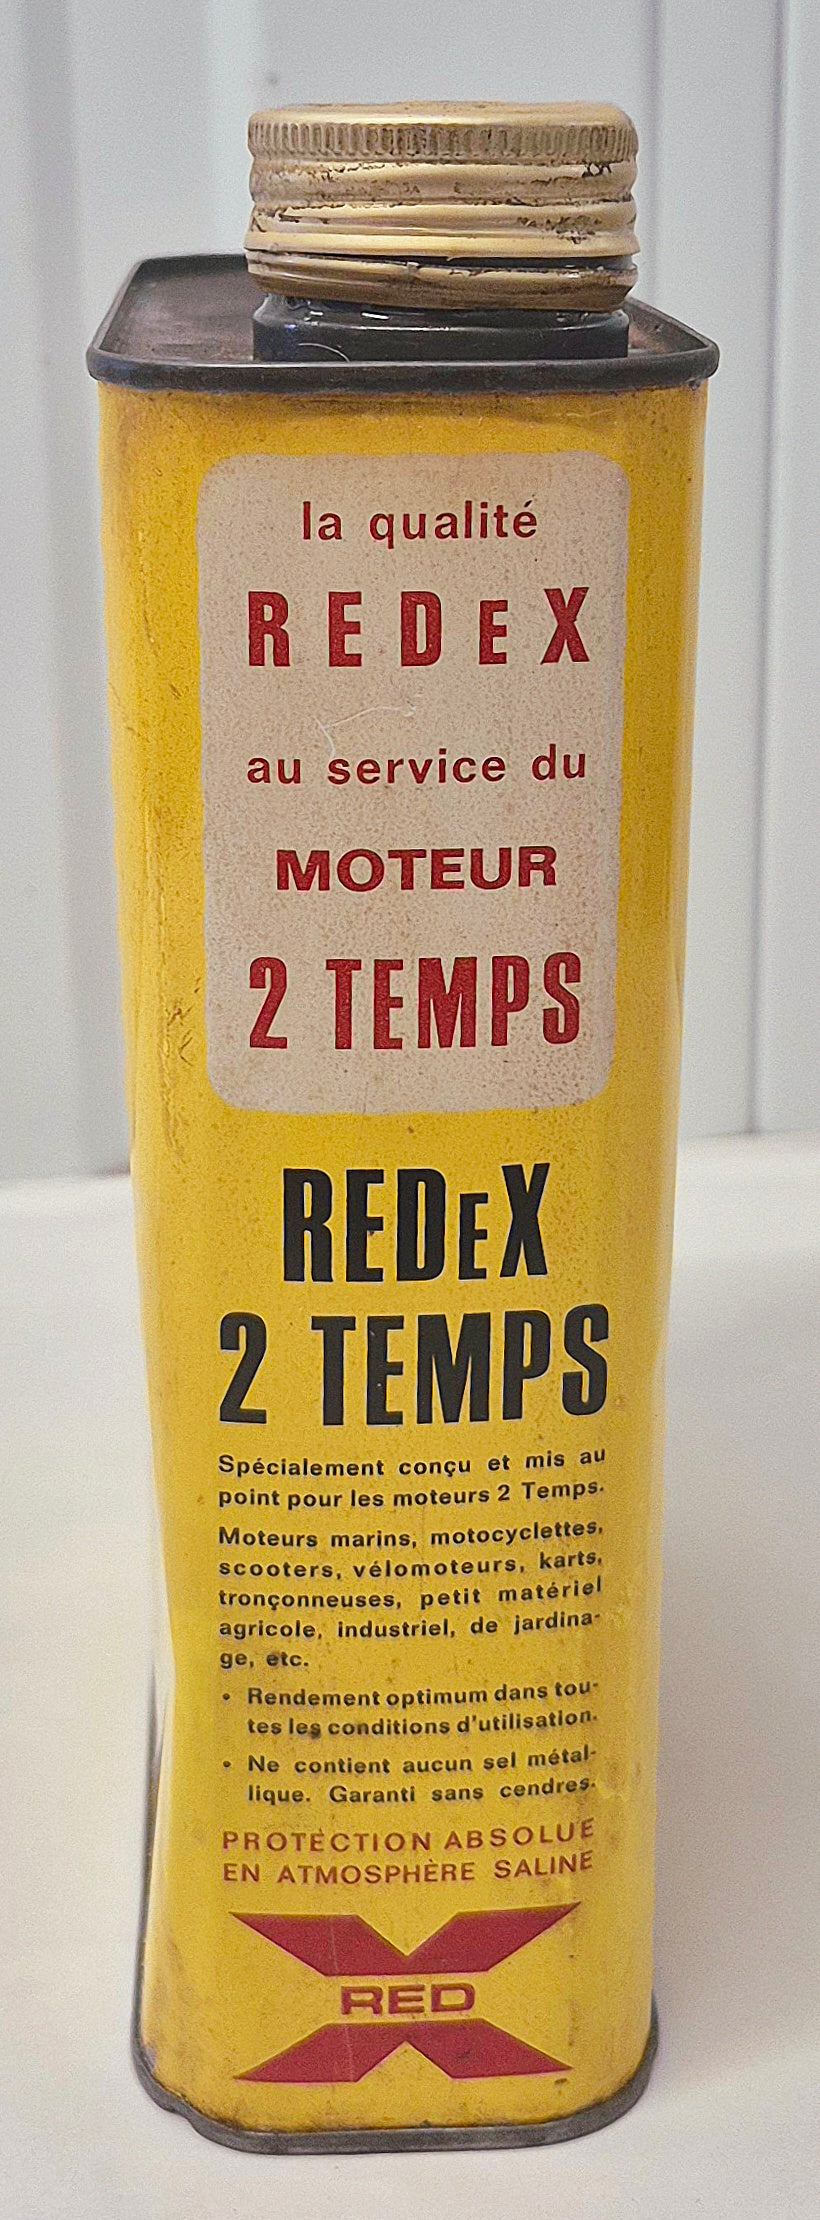 la qualité
REDEX
au service du
MOTEUR
2 TEMPS
REDEX
2 TEMPS
Spécialement conçu et mis au
point pour les moteurs 2 Temps.
Moteurs marins, motocyclettes,
scooters, vélomoteurs, karts,
tronçonneuses, petit matériel
agricole, industriel, de jardina-
ge, etc.
• Rendement optimum dans tou-
tes les conditions d'utilisation.
• Ne contient aucun sel métal-
lique. Garanti sans cendres.
PROTECTION ABSOLUE
EN ATMOSPHÈRE SALINE
RED
X